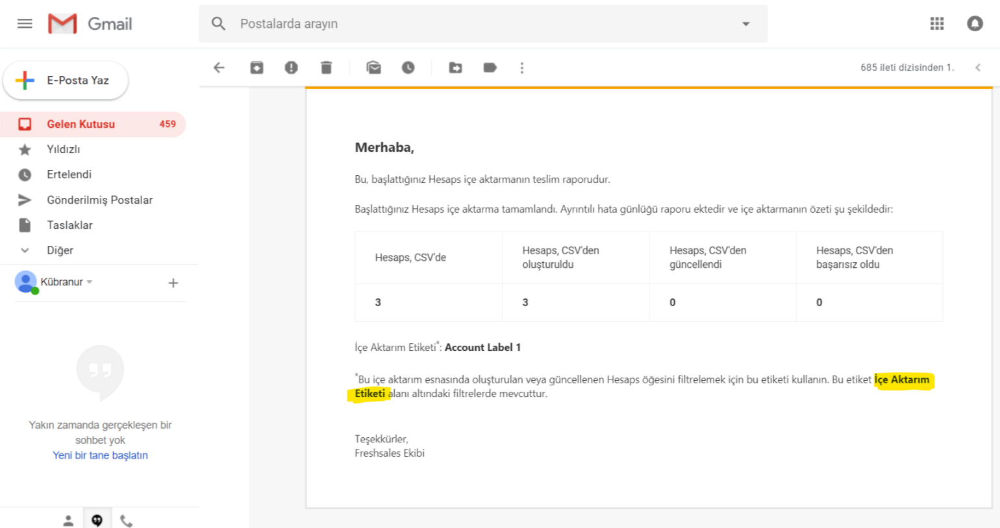 Gmail
Postalarda arayın
E-Posta Yaz
685 ileti dizisinden 1.
Gelen Kutusu 459
Yıldızlı
Ertelendi
Gönderilmiş Postalar
Taslaklar
Diğer
Kübranur
Yakın zamanda gerçekleşen bir
sohbet yok
Yeni bir tane başlatın
Merhaba,
Bu, başlattığınız Hesaps içe aktarmanın teslim raporudur.
Başlattığınız Hesaps içe aktarma tamamlandı. Ayrıntılı hata günlüğü raporu ektedir ve içe aktarmanın özeti şu şekildedir:
Hesaps, CSV'de
Hesaps, CSV'den
oluşturuldu
Hesaps, CSV'den
güncellendi
Hesaps, CSV'den
başarısız oldu
3 3 0 0
İçe Aktarım Etiketi*: Account Label 1
*Bu içe aktarım esnasında oluşturulan veya güncellenen Hesaps öğesini filtrelemek için bu etiketi kullanın. Bu etiket İçe Aktarım
Etiketi alanı altındaki filtrelerde mevcuttur.
Teşekkürler,
Freshsales Ekibi